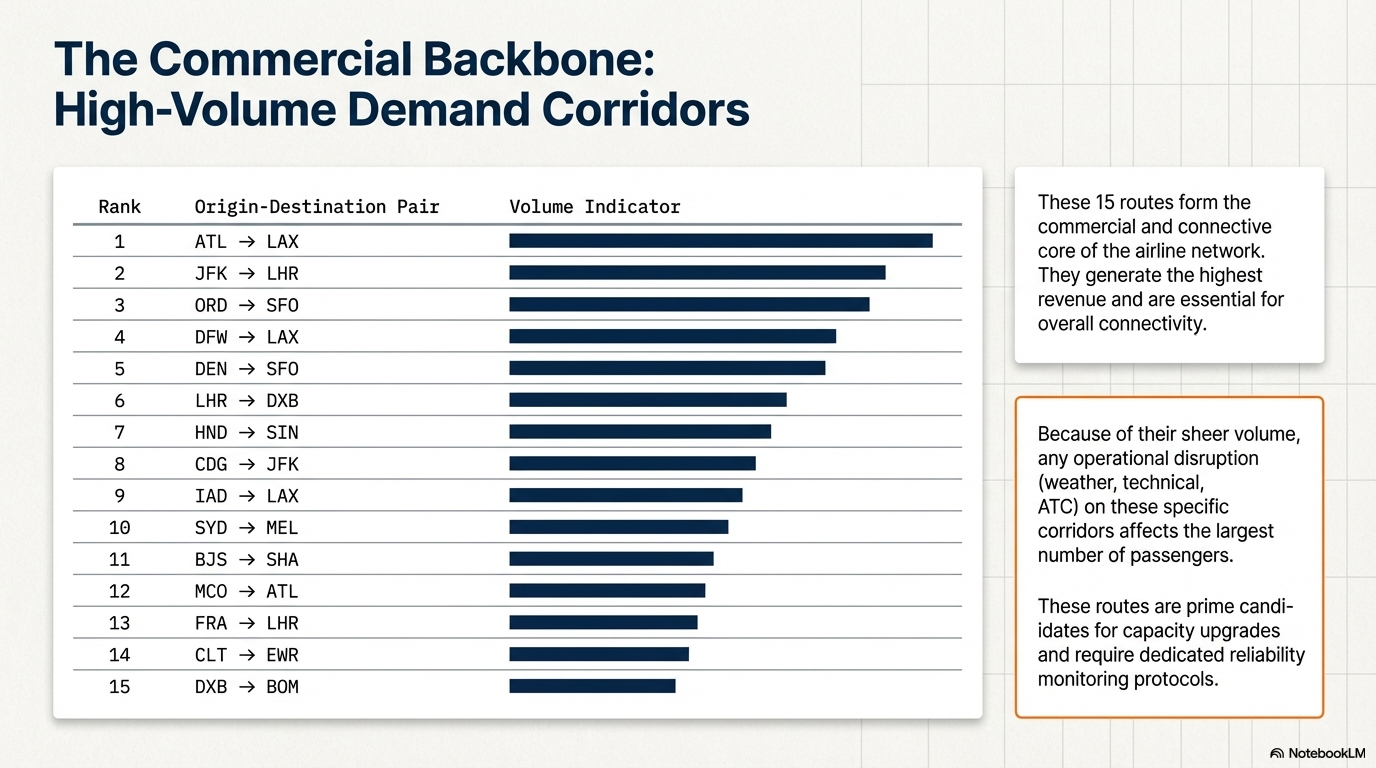 The Commercial Backbone:
High-Volume Demand Corridors
Rank Origin-Destination Pair Volume Indicator
1 ATL → LAX
2 JFK → LHR
3 ORD → SFO
4 DFW → LAX
5 DEN → SFO
6 LHR → DXB
7 HND → SIN
8 CDG → JFK
9 IAD → LAX
10 SYD → MEL
11 BJS → SHA
12 MCO → ATL
13 FRA → LHR
14 CLT → EWR
15 DXB → BOM
These 15 routes form the
commercial and connective
core of the airline network.
They generate the highest
revenue and are essential for
overall connectivity.
Because of their sheer volume,
any operational disruption
(weather, technical,
ATC) on these specific
corridors affects the largest
number of passengers.
These routes are prime candi-
idates for capacity upgrades
and require dedicated reliability
monitoring protocols.
NotebookLM